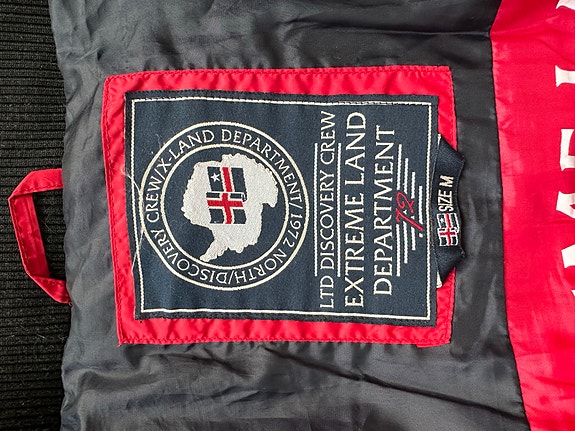 NORTH/DISCOVERY CREW/X-LAND DEPARTMENT 1972
LTD DISCOVERY CREW
EXTREME LAND
DEPARTMENT
72
SIZE M